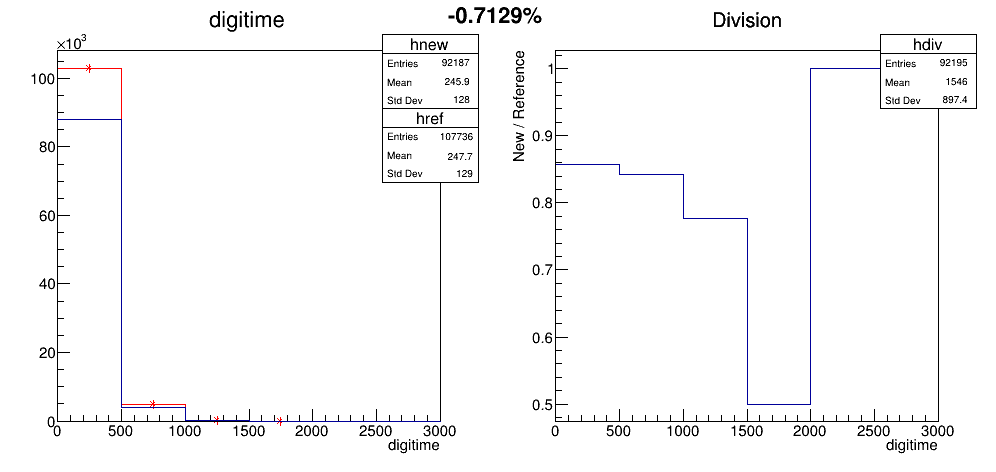 -0.7129%
digitime
×10³
100
80
60
40
20
0
0 500 1000 1500 2000 2500 3000
digitime
hnew
Entries 92187
Mean 245.9
Std Dev 128
href
Entries 107736
Mean 247.7
Std Dev 129
Division
New / Reference
1
0.9
0.8
0.7
0.6
0.5
0 500 1000 1500 2000 2500 3000
digitime
hdiv
Entries 92195
Mean 1546
Std Dev 897.4